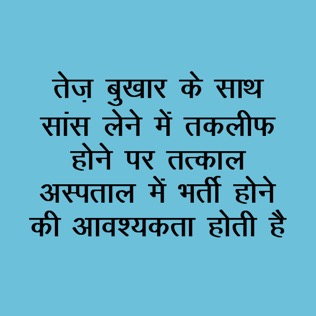 तेज़ बुखार के साथ
सांस लेने में तकलीफ
होने पर तत्काल
अस्पताल में भर्ती होने
की आवश्यकता होती है